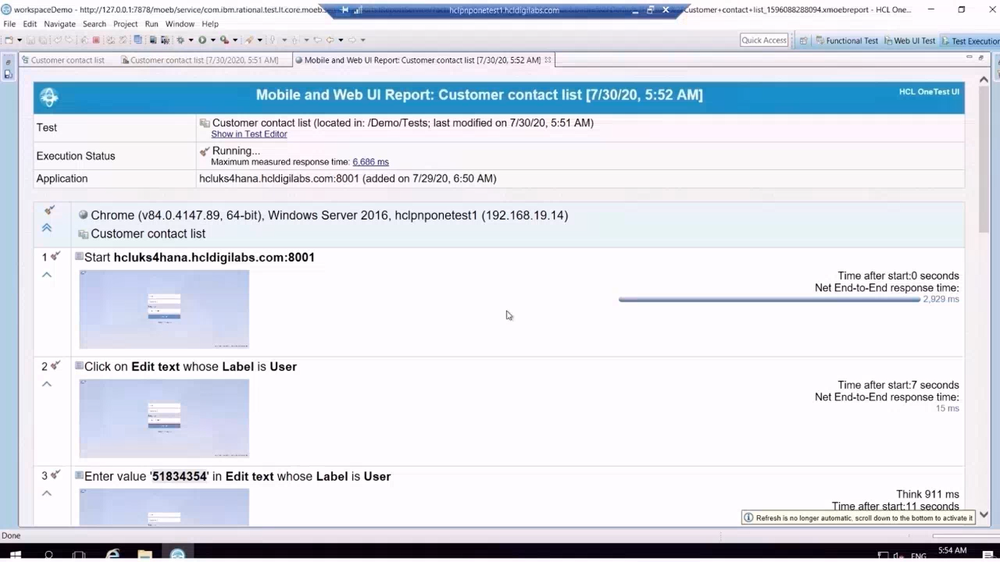 workspaceDemo - http://127.0.0.1:7878/moeb/service/com.ibm.rational.test.lt.core.moeb.
hclpnponetest1.hcldigilabs.com
Customer+contact+list_1596088288094.xmoebreport - HCL One...
File Edit Navigate Search Project Run Window Help
Quick Access
Functional Test
Web UI Test
Test Execution
Customer contact list
Customer contact list [7/30/2020, 5:51 AM]
Mobile and Web UI Report: Customer contact list [7/30/20, 5:52 AM]
Mobile and Web UI Report: Customer contact list [7/30/20, 5:52 AM]
HCL OneTest UI
Test
Customer contact list (located in: /Demo/Tests; last modified on 7/30/20, 5:51 AM)
Show in Test Editor
Execution Status
Running...
Maximum measured response time: 6,686 ms
Application
hcluks4hana.hcldigilabs.com:8001 (added on 7/29/20, 6:50 AM)
Chrome (v84.0.4147.89, 64-bit), Windows Server 2016, hclpnponetest1 (192.168.19.14)
Customer contact list
1
Start hcluks4hana.hcldigilabs.com:8001
Time after start:0 seconds
Net End-to-End response time:
2,929 ms
2
Click on Edit text whose Label is User
Time after start:7 seconds
Net End-to-End response time:
15 ms
3
Enter value '51834354' in Edit text whose Label is User
Think 911 ms
Time after start:11 seconds
Refresh is no longer automatic, scroll down to the bottom to activate it
Done
ENG
5:54 AM